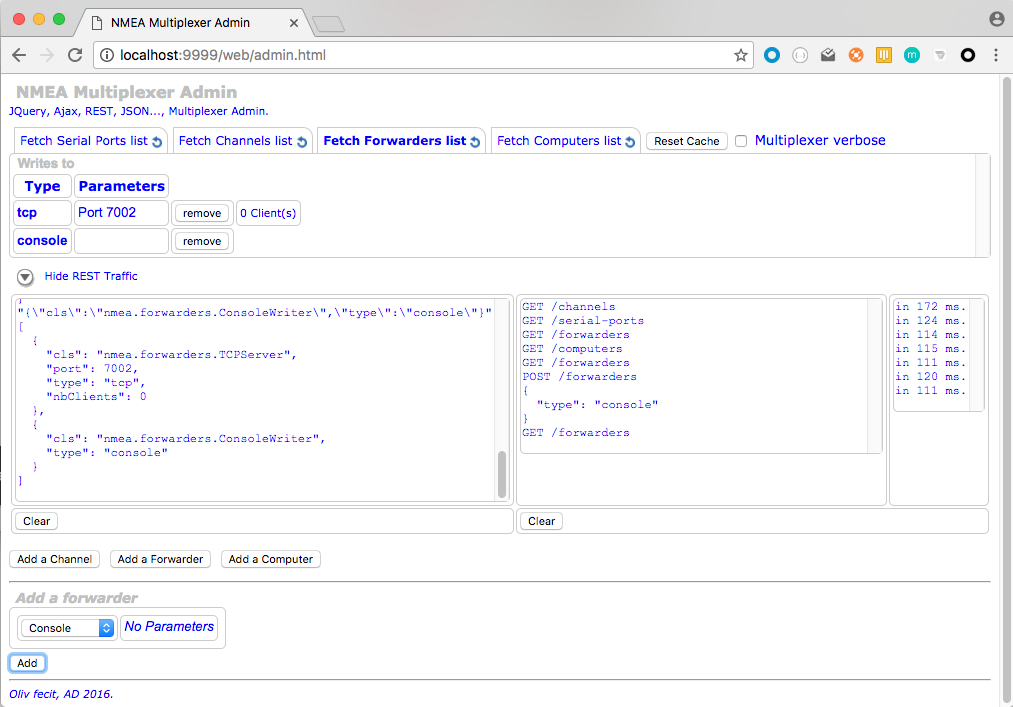 NMEA Multiplexer Admin
localhost:9999/web/admin.html
NMEA Multiplexer Admin
JQuery, Ajax, REST, JSON..., Multiplexer Admin.
Fetch Serial Ports list Fetch Channels list Fetch Forwarders list Fetch Computers list Reset Cache Multiplexer verbose
Writes to
Type Parameters
tcp Port 7002 remove 0 Client(s)
console remove
Hide REST Traffic
"{\"cls\":\"nmea.forwarders.ConsoleWriter\",\"type\":\"console\"}"
[
{
"cls": "nmea.forwarders.TCPServer",
"port": 7002,
"type": "tcp",
"nbClients": 0
},
{
"cls": "nmea.forwarders.ConsoleWriter",
"type": "console"
}
]
GET /channels
GET /serial-ports
GET /forwarders
GET /computers
GET /forwarders
POST /forwarders
{
"type": "console"
}
GET /forwarders
in 172 ms.
in 124 ms.
in 114 ms.
in 115 ms.
in 111 ms.
in 120 ms.
in 111 ms.
Clear Clear
Add a Channel Add a Forwarder Add a Computer
Add a forwarder
Console No Parameters
Add
Oliv fecit, AD 2016.